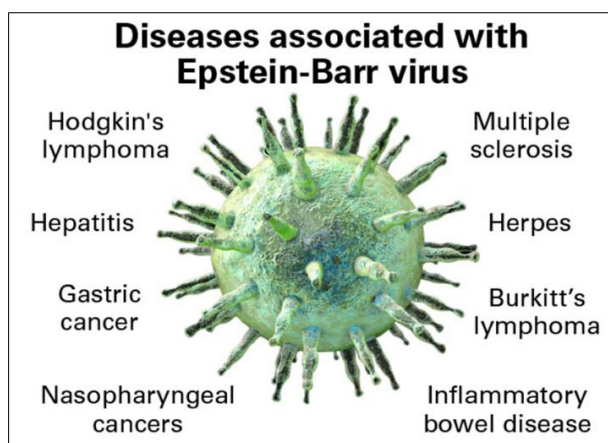 Diseases associated with
Epstein-Barr virus
Hodgkin's
lymphoma
Multiple
sclerosis
Hepatitis
Herpes
Gastric
cancer
Burkitt’s
lymphoma
Nasopharyngeal
cancers
Inflammatory
bowel disease